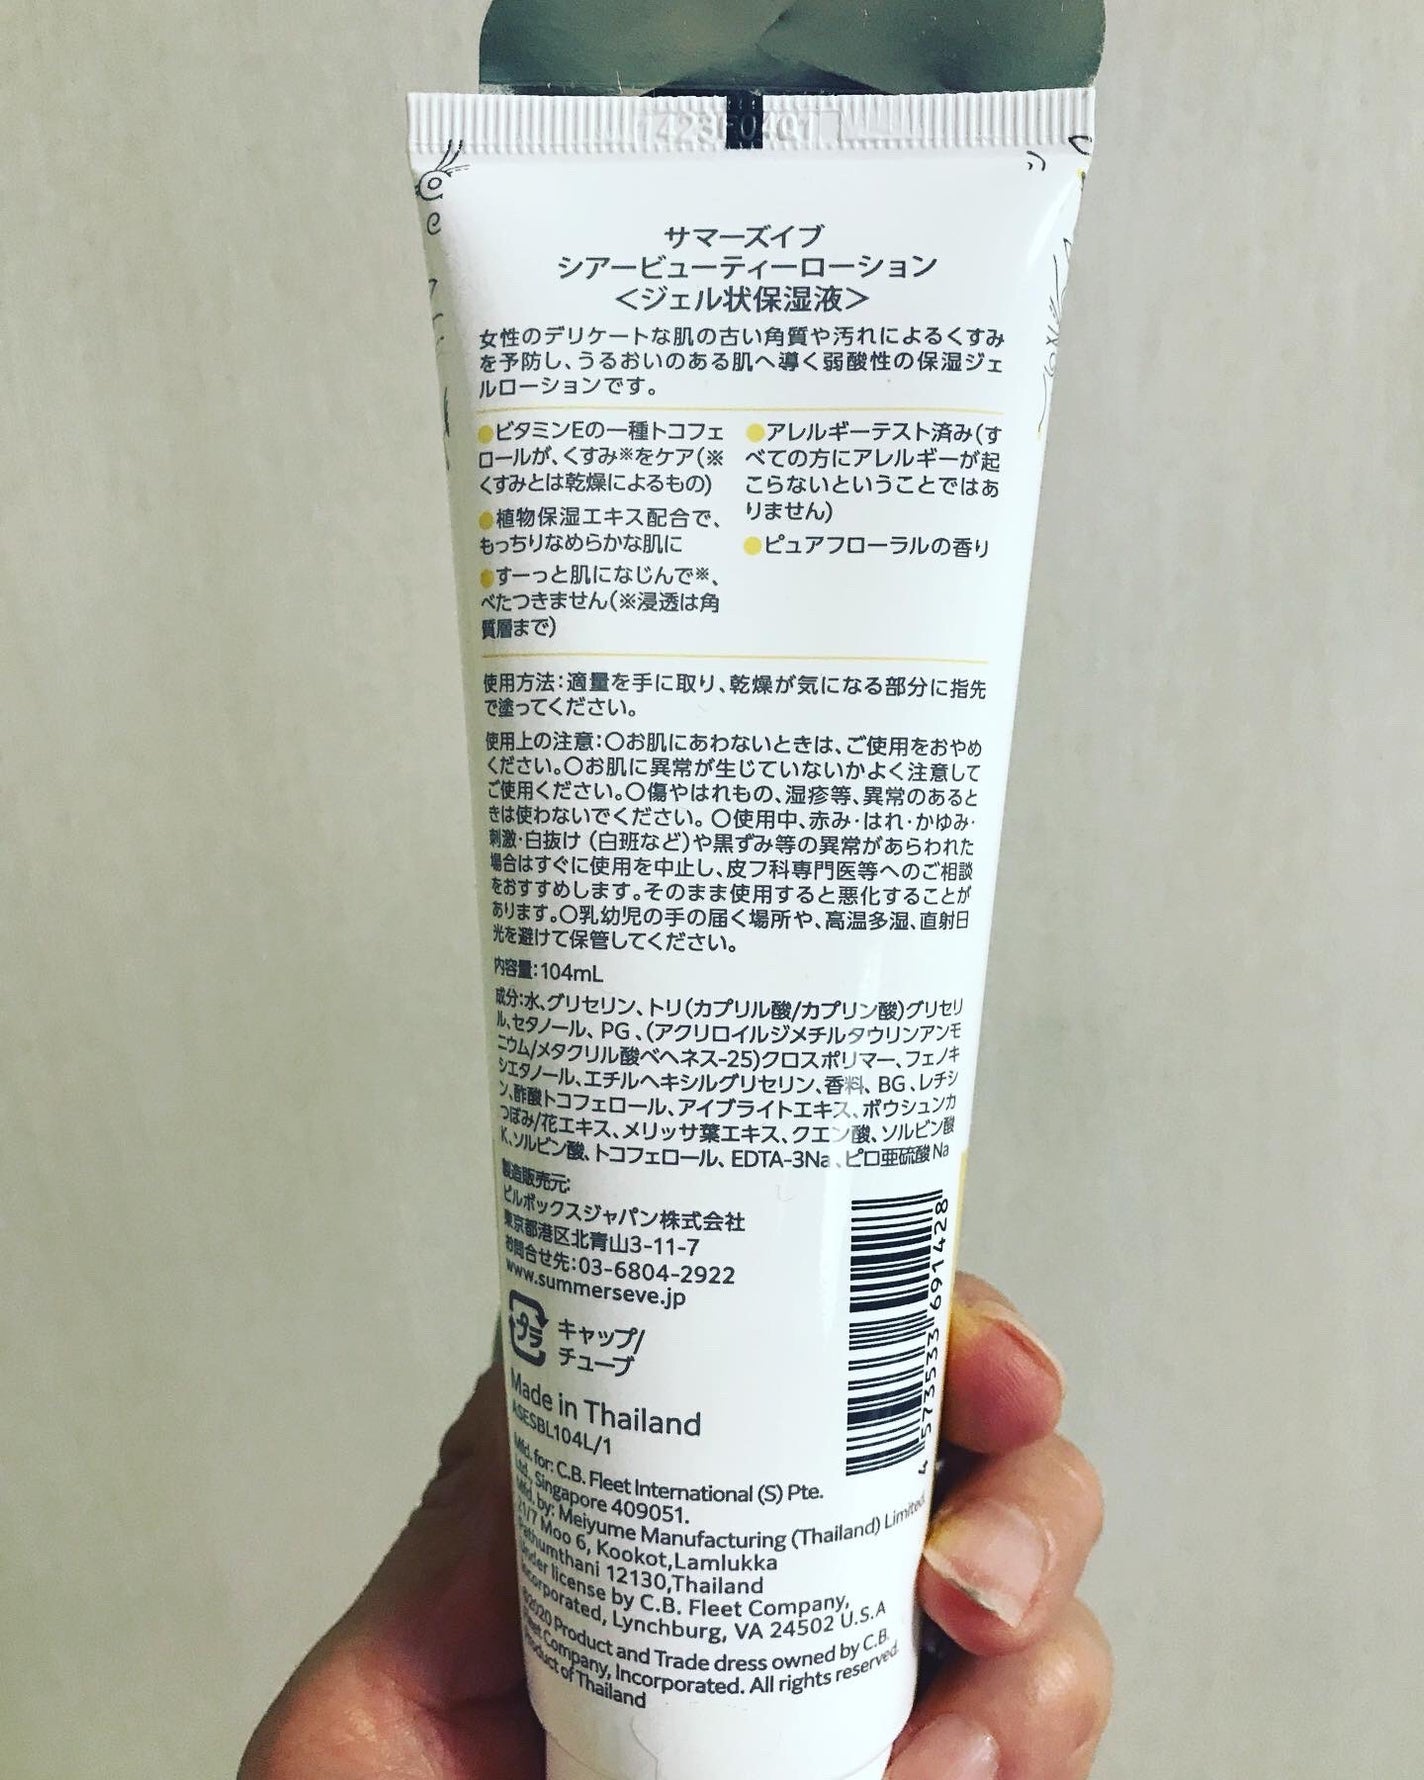 サマーズイブ
シアービューティーローション
＜ジェル状保湿液＞
女性のデリケートな肌の古い角質や汚れによるくすみ
を予防し、うるおいのある肌へ導く弱酸性の保湿ジェ
ルローションです。
●ビタミンEの一種トコフェ
ロールが、くすみ※をケア(※
くすみとは乾燥によるもの)
●植物保湿エキス配合で、
もっちりなめらかな肌に
●すーっと肌になじんで※、
べたつきません(※浸透は角
質層まで)
●アレルギーテスト済み(す
べての方にアレルギーが起
こらないということではあ
りません)
●ピュアフローラルの香り
使用方法：適量を手に取り、乾燥が気になる部分に指先
で塗ってください。
使用上の注意：〇お肌にあわないときは、ご使用をおやめ
ください。〇お肌に異常が生じていないかよく注意して
ご使用ください。〇傷やはれもの、湿疹等、異常のあると
きは使わないでください。〇使用中、赤み・はれ・かゆみ・
刺激・白抜け（白班など）や黒ずみ等の異常があらわれた
場合はすぐに使用を中止し、皮フ科専門医等へのご相談
をおすすめします。そのまま使用すると悪化することが
あります。〇乳幼児の手の届く場所や、高温多湿、直射日
光を避けて保管してください。
内容量：104mL
成分：水、グリセリン、トリ(カプリル酸/カプリン酸)グリセリ
ル、セタノール、PG、(アクリロイルジメチルタウリンアンモ
ニウム/メタクリル酸ベヘネス-25)クロスポリマー、フェノキ
シエタノール、エチルヘキシルグリセリン、香料、BG、レチシ
ン、酢酸トコフェロール、アイブライトエキス、ボウシュンカ
つぼみ/花エキス、メリッサ葉エキス、クエン酸、ソルビン酸
K、ソルビン酸、トコフェロール、EDTA-3Na、ピロ亜硫酸Na
製造販売元：
ピルボックスジャパン株式会社
東京都港区北青山3-11-7
お問合せ先：03-6804-2922
www.summerseve.jp
プラ
キャップ/
チューブ
4 573533 691428
Made in Thailand
ASESBL104L/1
Mfd. for: C.B. Fleet International (S) Pte.
Ltd., Singapore 409051.
Mfd. by: Meiyume Manufacturing (Thailand) Limited,
21/7 Moo 6, Kookot,Lamlukka
Pathumthani 12130,Thailand
Under license by C.B. Fleet Company,
Incorporated, Lynchburg, VA 24502 U.S.A
©2020 Product and Trade dress owned by C.B.
Fleet Company, Incorporated. All rights reserved.
Product of Thailand